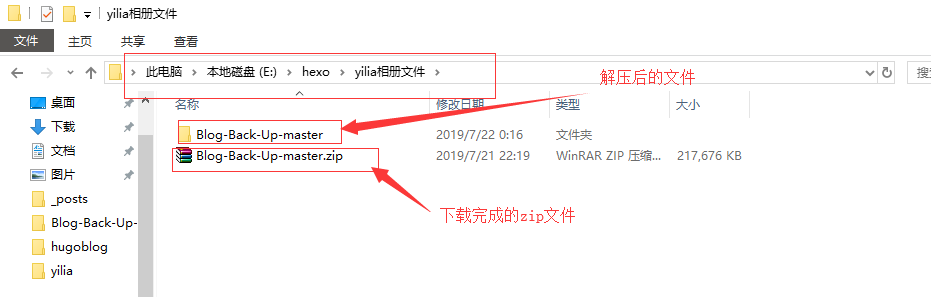 yilia相册文件
文件 主页 共享 查看
此电脑 本地磁盘 (E:) hexo yilia相册文件
搜
解压后的文件
桌面
下载
文档
图片
_posts
Blog-Back-Up-
hugoblog
yilia
名称 修改日期 类型 大小
Blog-Back-Up-master 2019/7/22 0:16 文件夹
Blog-Back-Up-master.zip 2019/7/21 22:19 WinRAR ZIP 压缩... 217,676 KB
下载完成的zip文件